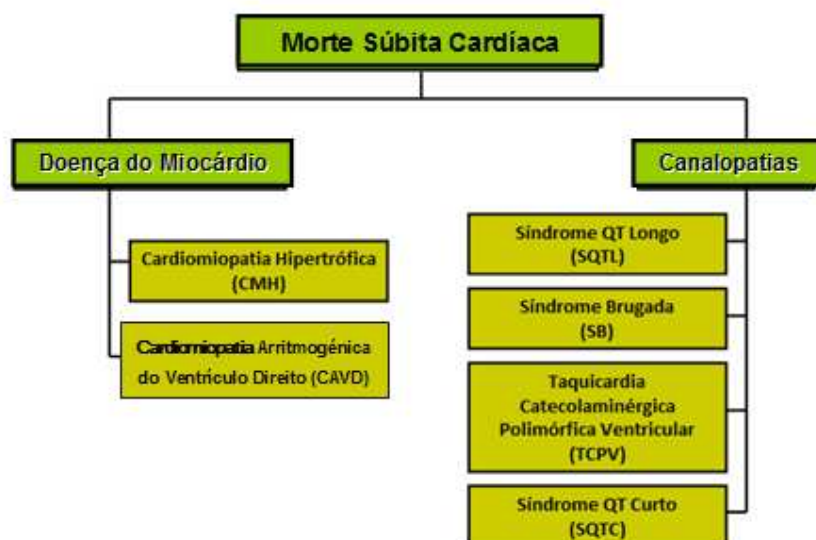 Morte Súbita Cardíaca
Doença do Miocárdio
Cardiomiopatia Hipertrófica
(CMH)
Cardiomiopatia Arritmogénica
do Ventrículo Direito (CAVD)
Canalopatias
Síndrome QT Longo
(SQTL)
Síndrome Brugada
(SB)
Taquicardia
Catecolaminérgica
Polimórfica Ventricular
(TCPV)
Síndrome QT Curto
(SQTC)